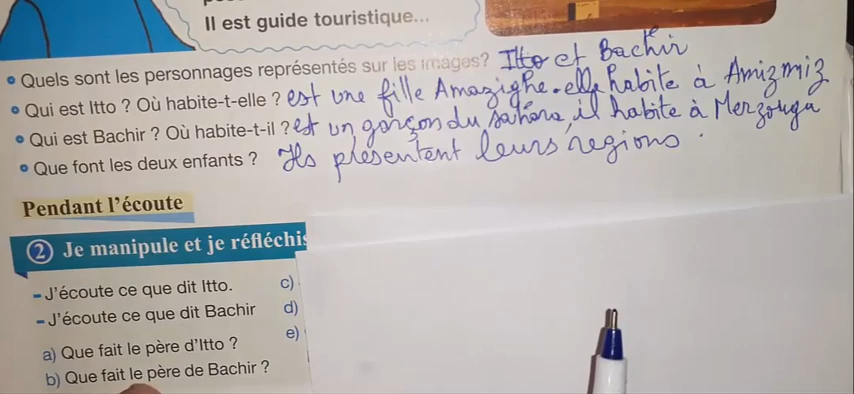 Il est guide touristique...
Quels sont les personnages représentés sur les images? Itto et Bachir
Qui est Itto ? Où habite-t-elle ? est une fille Amazighe. elle habite à Amizmiz
Qui est Bachir ? Où habite-t-il ? est un garçon du sahara, il habite à Merzouga
Que font les deux enfants ? Ils présentent leurs regions.
Pendant l'écoute
2 Je manipule et je réfléchis
- J'écoute ce que dit Itto. c)
- J'écoute ce que dit Bachir d)
a) Que fait le père d'Itto ? e)
b) Que fait le père de Bachir ?